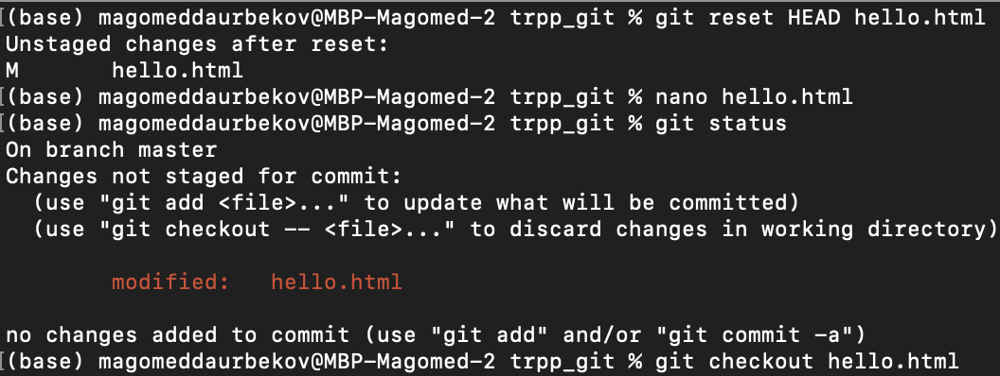 [(base) magomeddaurbekov@MBP-Magomed-2 trpp_git % git reset HEAD hello.html
Unstaged changes after reset:
M       hello.html
[(base) magomeddaurbekov@MBP-Magomed-2 trpp_git % nano hello.html
[(base) magomeddaurbekov@MBP-Magomed-2 trpp_git % git status
On branch master
Changes not staged for commit:
  (use "git add <file>..." to update what will be committed)
  (use "git checkout -- <file>..." to discard changes in working directory)
        modified:   hello.html
no changes added to commit (use "git add" and/or "git commit -a")
[(base) magomeddaurbekov@MBP-Magomed-2 trpp_git % git checkout hello.html